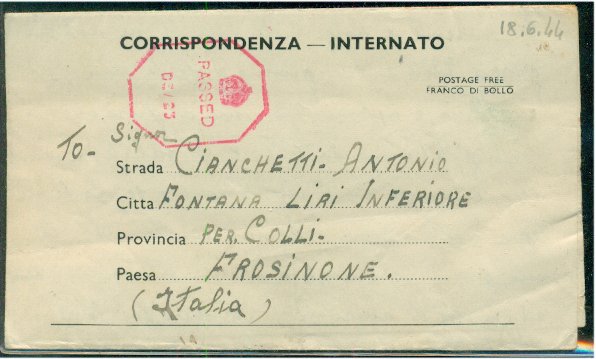 18.6.44
CORRISPONDENZA — INTERNATO
POSTAGE FREE
FRANCO DI BOLLO
PASSED
To - Signor
Strada CIANCHETTI - ANTONIO
Citta FONTANA LIRI INFERIORE
Provincia PER. COLLI -
Paesa FROSINONE.
(Italia)